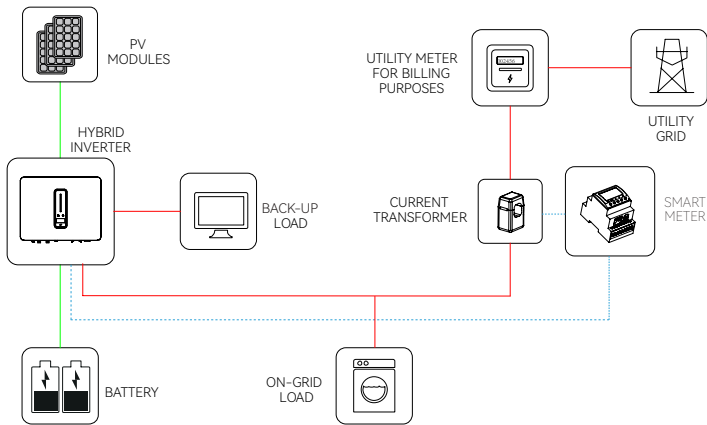 PV
MODULES
UTILITY METER
FOR BILLING
PURPOSES
UTILITY
GRID
HYBRID
INVERTER
BACK-UP
LOAD
CURRENT
TRANSFORMER
SMART
METER
BATTERY
ON-GRID
LOAD